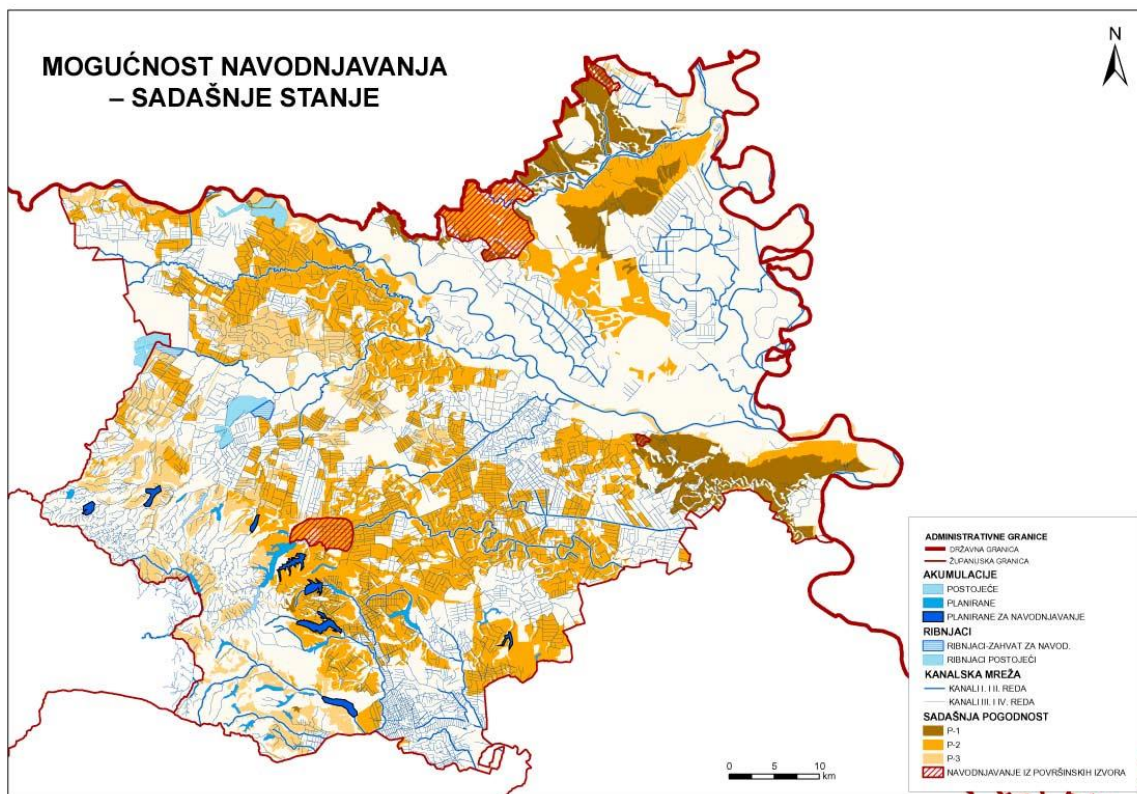 MOGUĆNOST NAVODNJAVANJA
– SADAŠNJE STANJE
N
0 5 10
km
ADMINISTRATIVNE GRANICE
DRŽAVNA GRANICA
ŽUPANIJSKA GRANICA
AKUMULACIJE
POSTOJEĆE
PLANIRANE
PLANIRANE ZA NAVODNJAVANJE
RIBNJACI
RIBNJACI-ZAHVAT ZA NAVOD.
RIBNJACI POSTOJEĆI
KANALSKA MREŽA
KANALI I. I II. REDA
KANALI III. I IV. REDA
SADAŠNJA POGODNOST
P-1
P-2
P-3
NAVODNJAVANJE IZ POVRŠINSKIH IZVORA